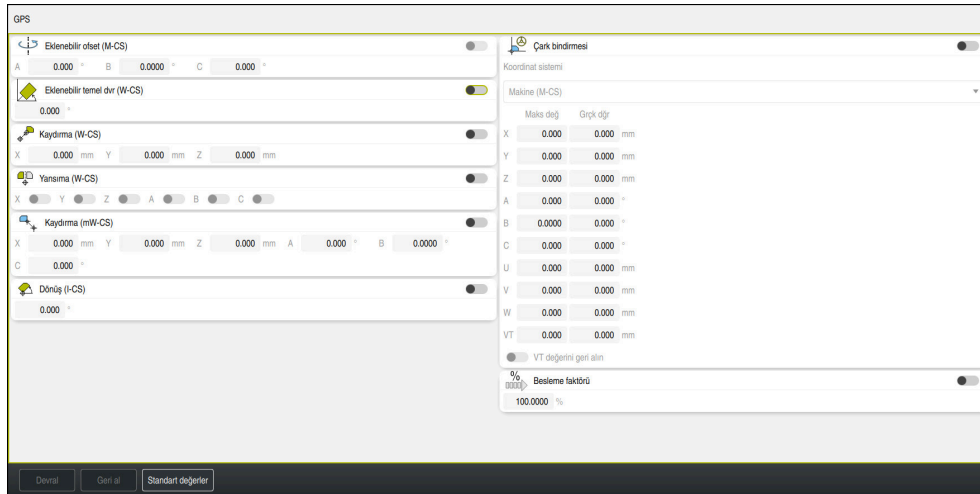 GPS
Eklenebilir ofset (M-CS)
A 0.000 ° B 0.0000 ° C 0.000 °
Eklenebilir temel dvr (W-CS)
0.000 °
Kaydırma (W-CS)
X 0.000 mm Y 0.000 mm Z 0.000 mm
Yansıma (W-CS)
X Y Z A B C
Kaydırma (mW-CS)
X 0.000 mm Y 0.000 mm Z 0.000 mm A 0.000 ° B 0.0000 °
C 0.000 °
Dönüş (I-CS)
0.000 °
Çark bindirmesi
Koordinat sistemi
Makine (M-CS)
Maks değ Grçk dğr
X 0.000 0.000 mm
Y 0.000 0.000 mm
Z 0.000 0.000 mm
A 0.000 0.000 °
B 0.0000 0.000 °
C 0.000 0.000 °
U 0.000 0.000 mm
V 0.000 0.000 mm
W 0.000 0.000 mm
VT 0.000 0.000 mm
VT değerini geri alın
% Besleme faktörü
100.0000 %
Devral Geri al Standart değerler